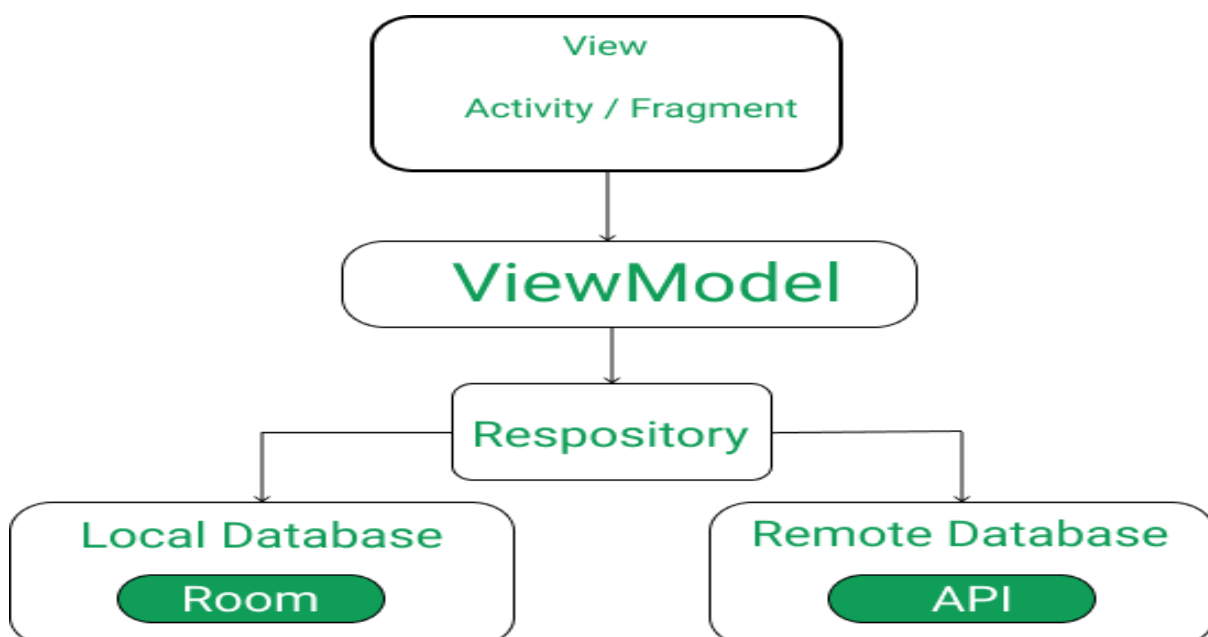 View
Activity / Fragment
ViewModel
Respository
Local Database
Remote Database
Room
API